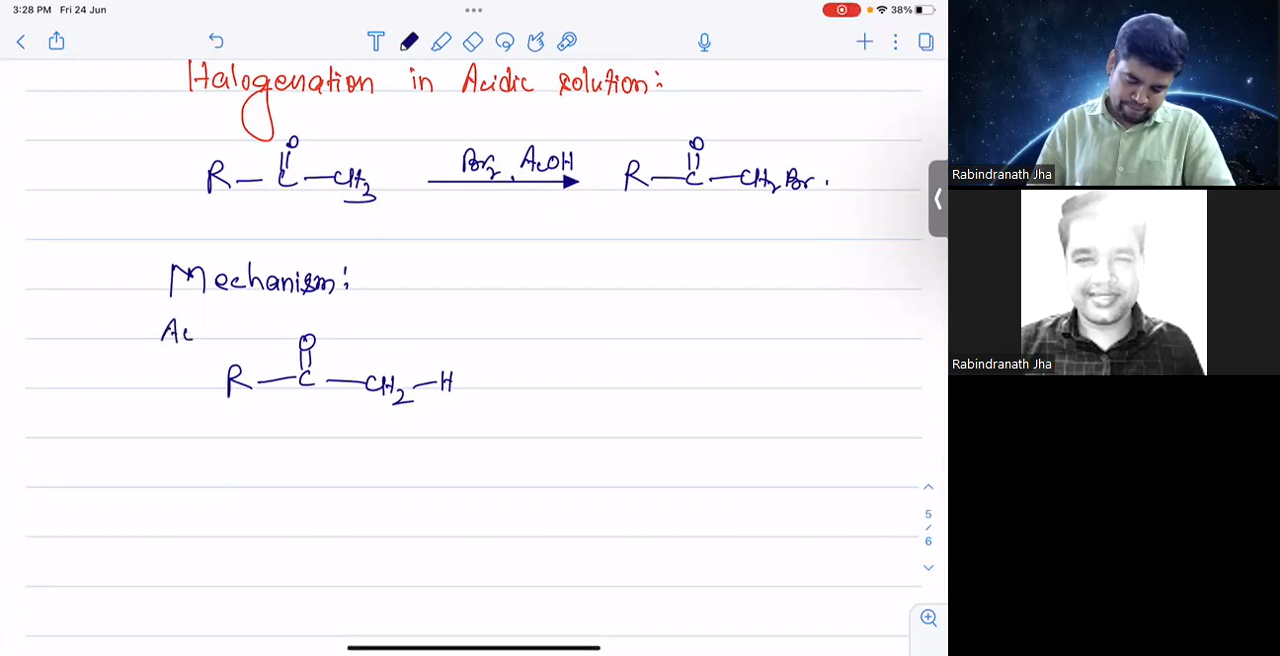 3:28 PM Fri 24 Jun
38%
Halogenation in Acidic solution:
R-C(=O)-CH3 Br2, AcOH R-C(=O)-CH2Br.
Mechanism:
Ac
R-C(=O)-CH2-H
5
/
6
Rabindranath Jha
Rabindranath Jha